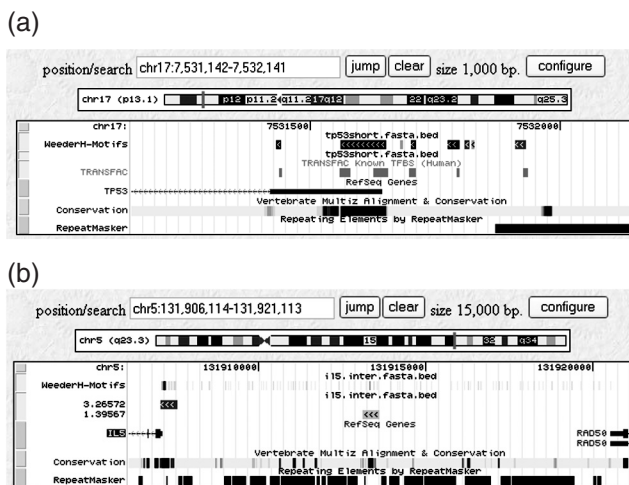 (a)
position/search chr17:7,531,142-7,532,141 jump clear size 1,000 bp. configure
chr17 (p13.1) p12 p11.2 q11.2 17q12 22 q23.2 q25.3
chr17: 7531500 7532000
tp53short.fasta.bed
WeederH-Motifs
tp53short.fasta.bed
TRANSFAC Known TFBS (Human)
TRANSFAC
RefSeq Genes
TP53
Vertebrate Multiz Alignment & Conservation
Conservation
Repeating Elements by RepeatMasker
RepeatMasker
(b)
position/search chr5:131,906,114-131,921,113 jump clear size 15,000 bp. configure
chr5 (q23.3) 15 32 q34
chr5: 131910000 131915000 131920000
il5.inter.fasta.bed
WeederH-Motifs
il5.inter.fasta.bed
3.26572
1.39567
RefSeq Genes
IL5 RAD50
RAD50
Vertebrate Multiz Alignment & Conservation
Conservation
Repeating Elements by RepeatMasker
RepeatMasker